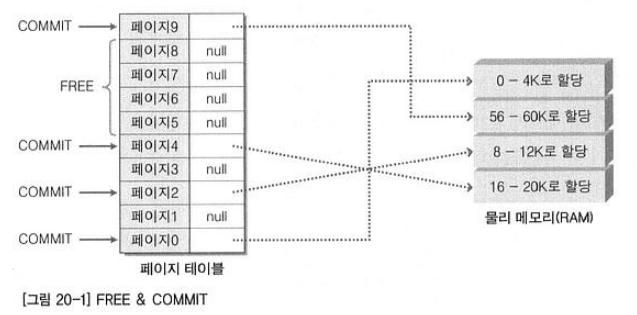 COMMIT 페이지9
페이지8 null
페이지7 null
FREE
페이지6 null
페이지5 null
COMMIT 페이지4
페이지3 null
COMMIT 페이지2
페이지1 null
COMMIT 페이지0
페이지 테이블
0 - 4K로 할당
56 - 60K로 할당
8 - 12K로 할당
16 - 20K로 할당
물리 메모리(RAM)
[그림 20-1] FREE & COMMIT